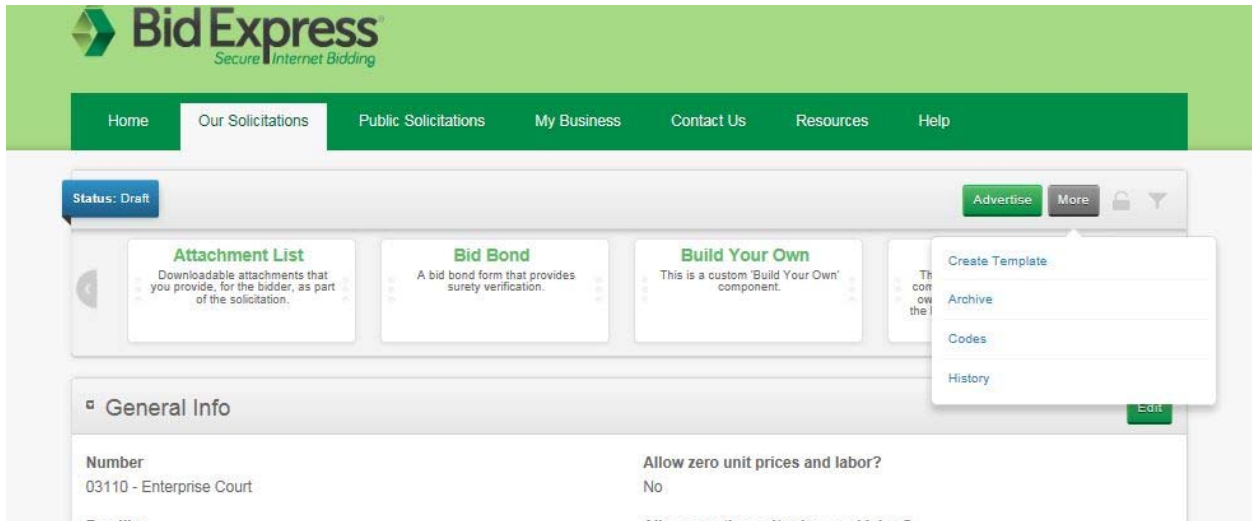 Bid Express®
Secure Internet Bidding
Home Our Solicitations Public Solicitations My Business Contact Us Resources Help
Status: Draft
Advertise More
Attachment List
Downloadable attachments that
you provide, for the bidder, as part
of the solicitation.
Bid Bond
A bid bond form that provides
surety verification.
Build Your Own
This is a custom 'Build Your Own'
component.
the
Create Template
Archive
Codes
History
General Info
Edit
Number
03110 - Enterprise Court
Allow zero unit prices and labor?
No